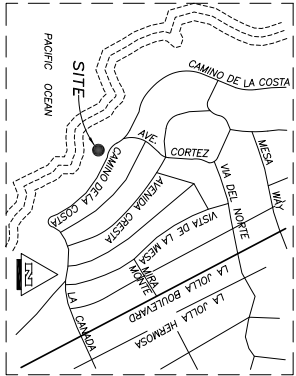 CAMINO DE LA COSTA
PACIFIC OCEAN
SITE
AVE.
CORTEZ
MESA
WAY
CAMINO DE LA
COSTA
AVENIDA CRESTA
VIA DEL NORTE
VISTA DE LA MESA
MIRA
MONTE
LA JOLLA BOULEVARD
LA JOLLA HERMOSA
LA CANADA
N